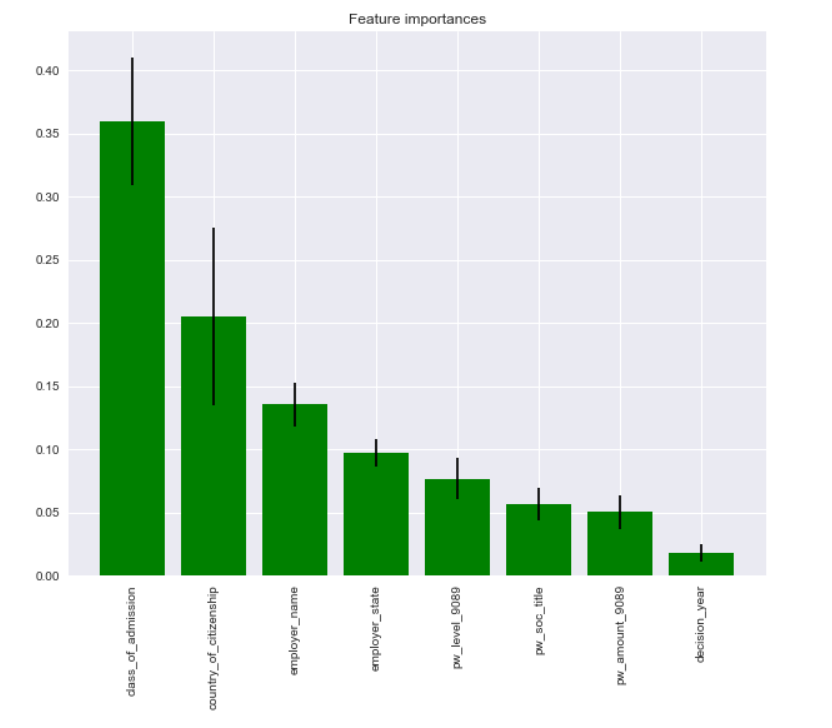 Feature importances
0.40
0.35
0.30
0.25
0.20
0.15
0.10
0.05
0.00
class_of_admission
country_of_citizenship
employer_name
employer_state
pw_level_9089
pw_soc_title
pw_amount_9089
decision_year